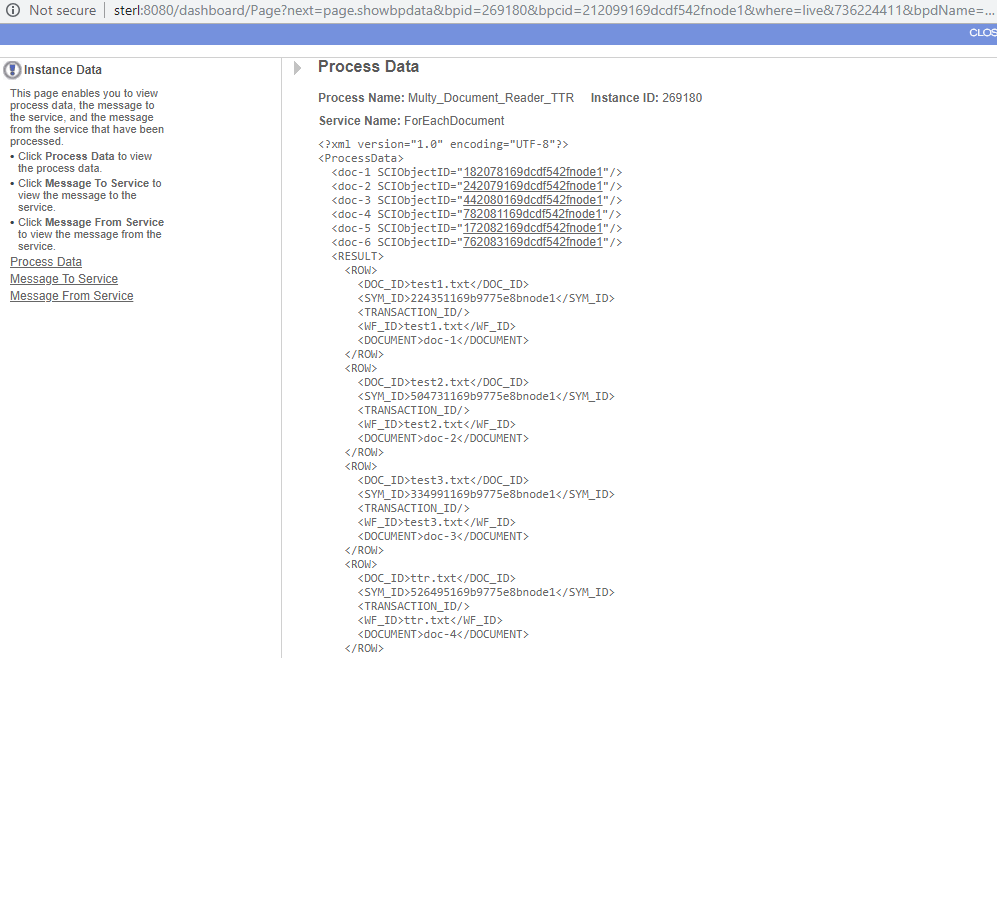 Not secure | sterl:8080/dashboard/Page?next=page.showbpdata&bpid=269180&bpcid=212099169dcdf542fnode1&where=live&736224411&bpdName=...
CLOS
Instance Data
This page enables you to view
process data, the message to
the service, and the message
from the service that have been
processed.
• Click Process Data to view
the process data.
• Click Message To Service to
view the message to the
service.
• Click Message From Service
to view the message from the
service.
Process Data
Message To Service
Message From Service
Process Data
Process Name: Multy_Document_Reader_TTR Instance ID: 269180
Service Name: ForEachDocument
<?xml version="1.0" encoding="UTF-8"?>
<ProcessData>
<doc-1 SCIObjectID="182078169dcdf542fnode1"/>
<doc-2 SCIObjectID="242079169dcdf542fnode1"/>
<doc-3 SCIObjectID="442080169dcdf542fnode1"/>
<doc-4 SCIObjectID="782081169dcdf542fnode1"/>
<doc-5 SCIObjectID="172082169dcdf542fnode1"/>
<doc-6 SCIObjectID="762083169dcdf542fnode1"/>
<RESULT>
<ROW>
<DOC_ID>test1.txt</DOC_ID>
<SYM_ID>224351169b9775e8bnode1</SYM_ID>
<TRANSACTION_ID/>
<WF_ID>test1.txt</WF_ID>
<DOCUMENT>doc-1</DOCUMENT>
</ROW>
<ROW>
<DOC_ID>test2.txt</DOC_ID>
<SYM_ID>504731169b9775e8bnode1</SYM_ID>
<TRANSACTION_ID/>
<WF_ID>test2.txt</WF_ID>
<DOCUMENT>doc-2</DOCUMENT>
</ROW>
<ROW>
<DOC_ID>test3.txt</DOC_ID>
<SYM_ID>334991169b9775e8bnode1</SYM_ID>
<TRANSACTION_ID/>
<WF_ID>test3.txt</WF_ID>
<DOCUMENT>doc-3</DOCUMENT>
</ROW>
<ROW>
<DOC_ID>ttr.txt</DOC_ID>
<SYM_ID>526495169b9775e8bnode1</SYM_ID>
<TRANSACTION_ID/>
<WF_ID>ttr.txt</WF_ID>
<DOCUMENT>doc-4</DOCUMENT>
</ROW>